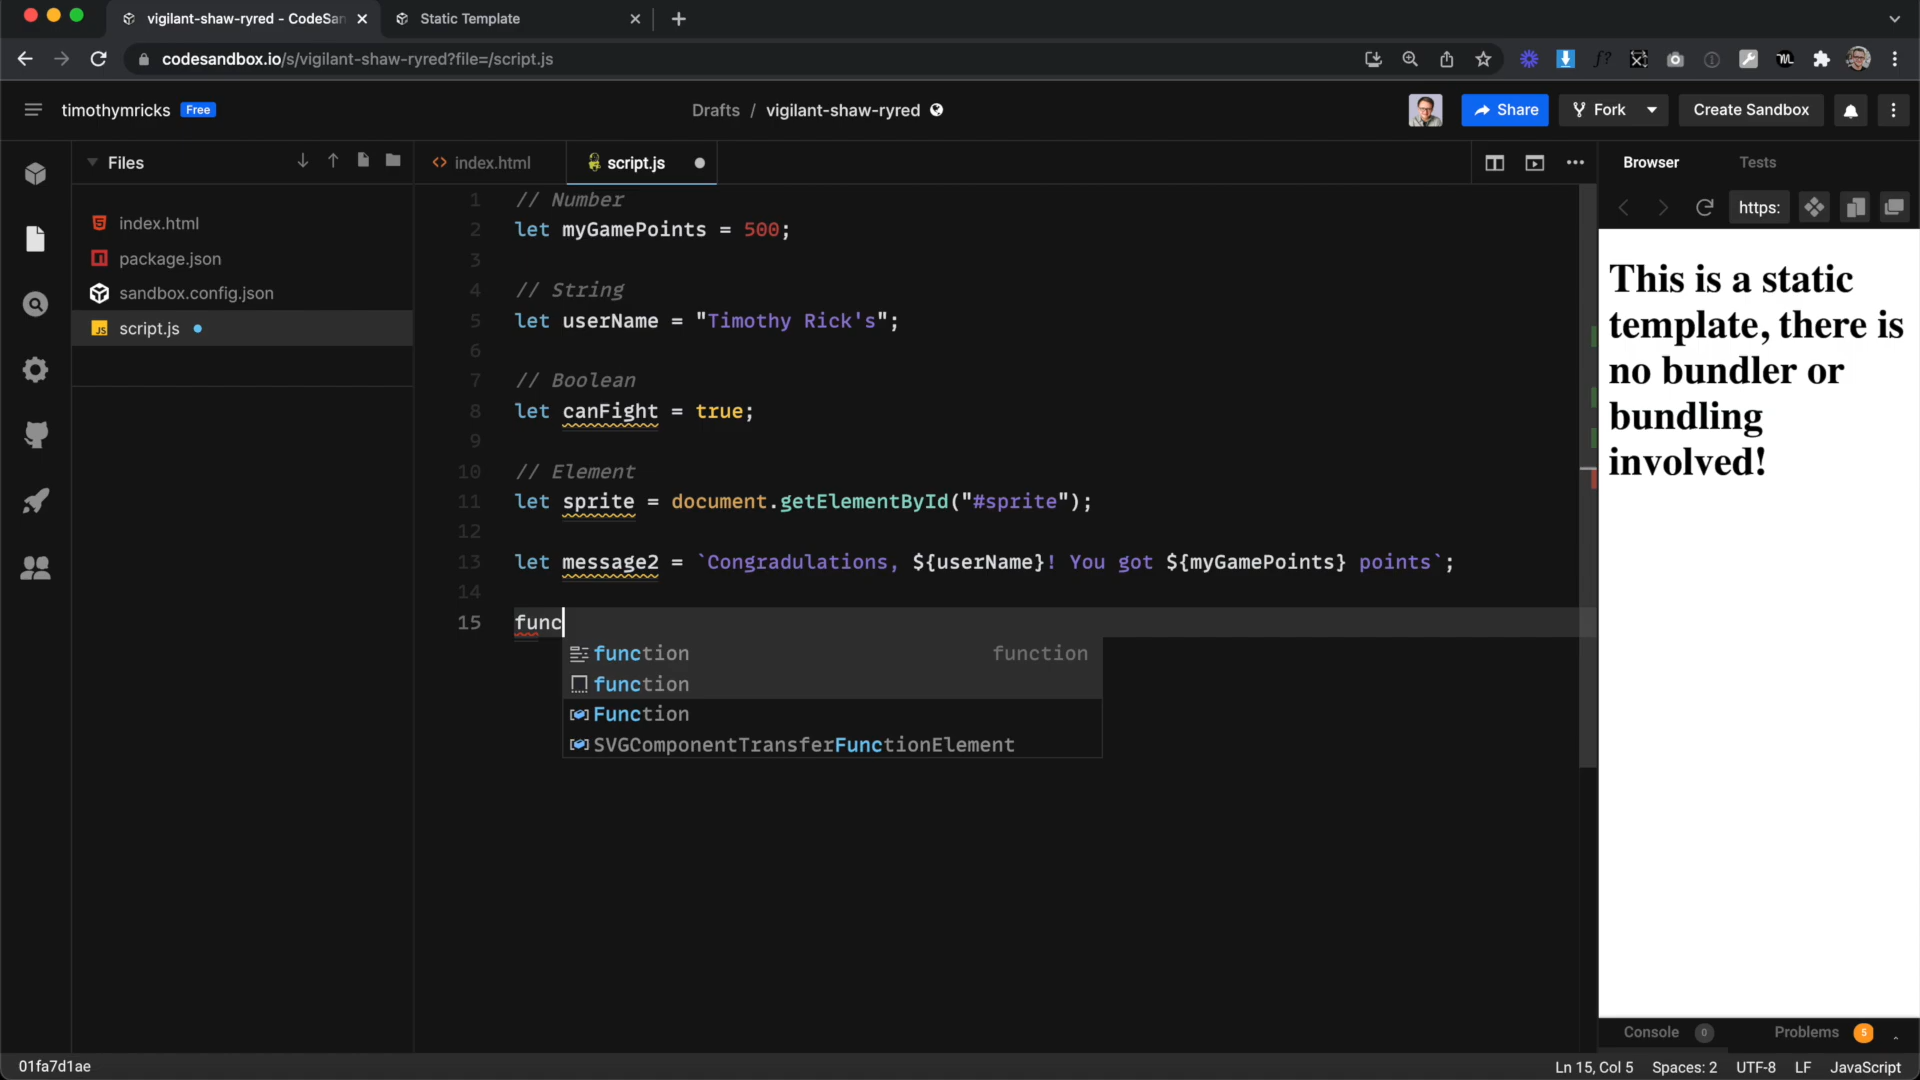 vigilant-shaw-ryred - CodeSan
Static Template
codesandbox.io/s/vigilant-shaw-ryred?file=/script.js
timothymricks Free
Drafts / vigilant-shaw-ryred
Share
Fork
Create Sandbox
Files
index.html
package.json
sandbox.config.json
script.js
index.html
script.js
1 // Number
2 let myGamePoints = 500;
3
4 // String
5 let userName = "Timothy Rick's";
6
7 // Boolean
8 let canFight = true;
9
10 // Element
11 let sprite = document.getElementById("#sprite");
12
13 let message2 = `Congradulations, ${userName}! You got ${myGamePoints} points`;
14
15 func
function function
function
Function
SVGComponentTransferFunctionElement
Browser Tests
https:
This is a static
template, there is
no bundler or
bundling
involved!
Console 0 Problems 5
01fa7d1ae
Ln 15, Col 5 Spaces: 2 UTF-8 LF JavaScript